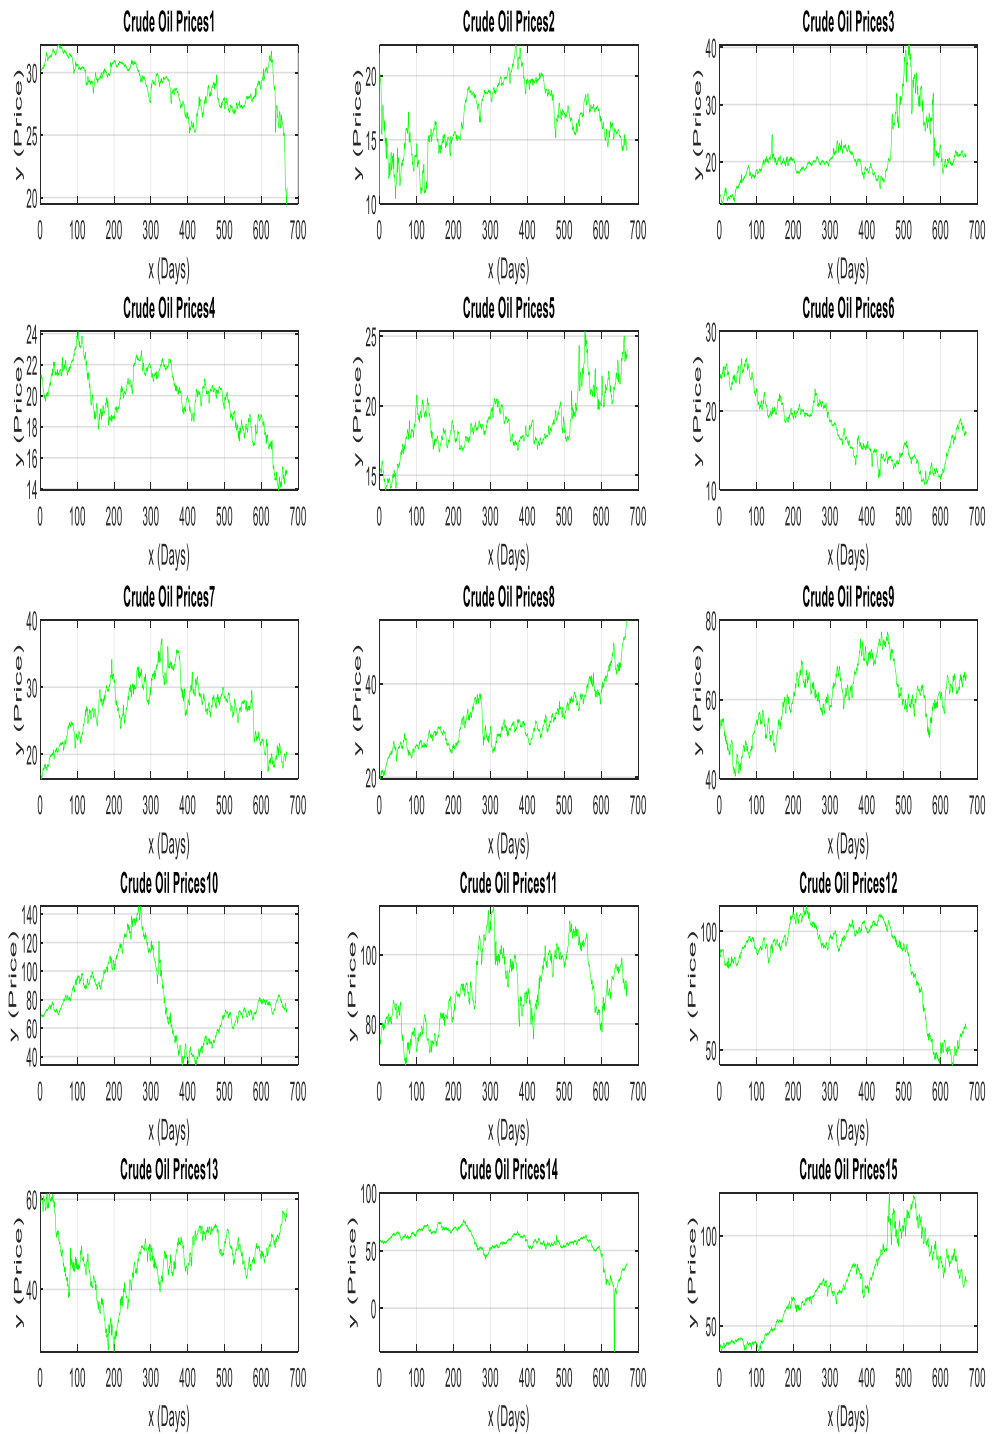 Crude Oil Prices1 Crude Oil Prices2 Crude Oil Prices3
y (Price) y (Price) y (Price)
30 25 20
20 15 10
40 30 20
0 100 200 300 400 500 600 700 0 100 200 300 400 500 600 700 0 100 200 300 400 500 600 700
x (Days) x (Days) x (Days)
Crude Oil Prices4 Crude Oil Prices5 Crude Oil Prices6
y (Price) y (Price) y (Price)
24 22 20 18 16 14
25 20 15
30 20 10
0 100 200 300 400 500 600 700 0 100 200 300 400 500 600 700 0 100 200 300 400 500 600 700
x (Days) x (Days) x (Days)
Crude Oil Prices7 Crude Oil Prices8 Crude Oil Prices9
y (Price) y (Price) y (Price)
40 30 20
40 20
80 60 40
0 100 200 300 400 500 600 700 0 100 200 300 400 500 600 700 0 100 200 300 400 500 600 700
x (Days) x (Days) x (Days)
Crude Oil Prices10 Crude Oil Prices11 Crude Oil Prices12
y (Price) y (Price) y (Price)
140 120 100 80 60 40
100 80
100 50
0 100 200 300 400 500 600 700 0 100 200 300 400 500 600 700 0 100 200 300 400 500 600 700
x (Days) x (Days) x (Days)
Crude Oil Prices13 Crude Oil Prices14 Crude Oil Prices15
y (Price) y (Price) y (Price)
60 40
100 50 0
100 50
0 100 200 300 400 500 600 700 0 100 200 300 400 500 600 700 0 100 200 300 400 500 600 700
x (Days) x (Days) x (Days)